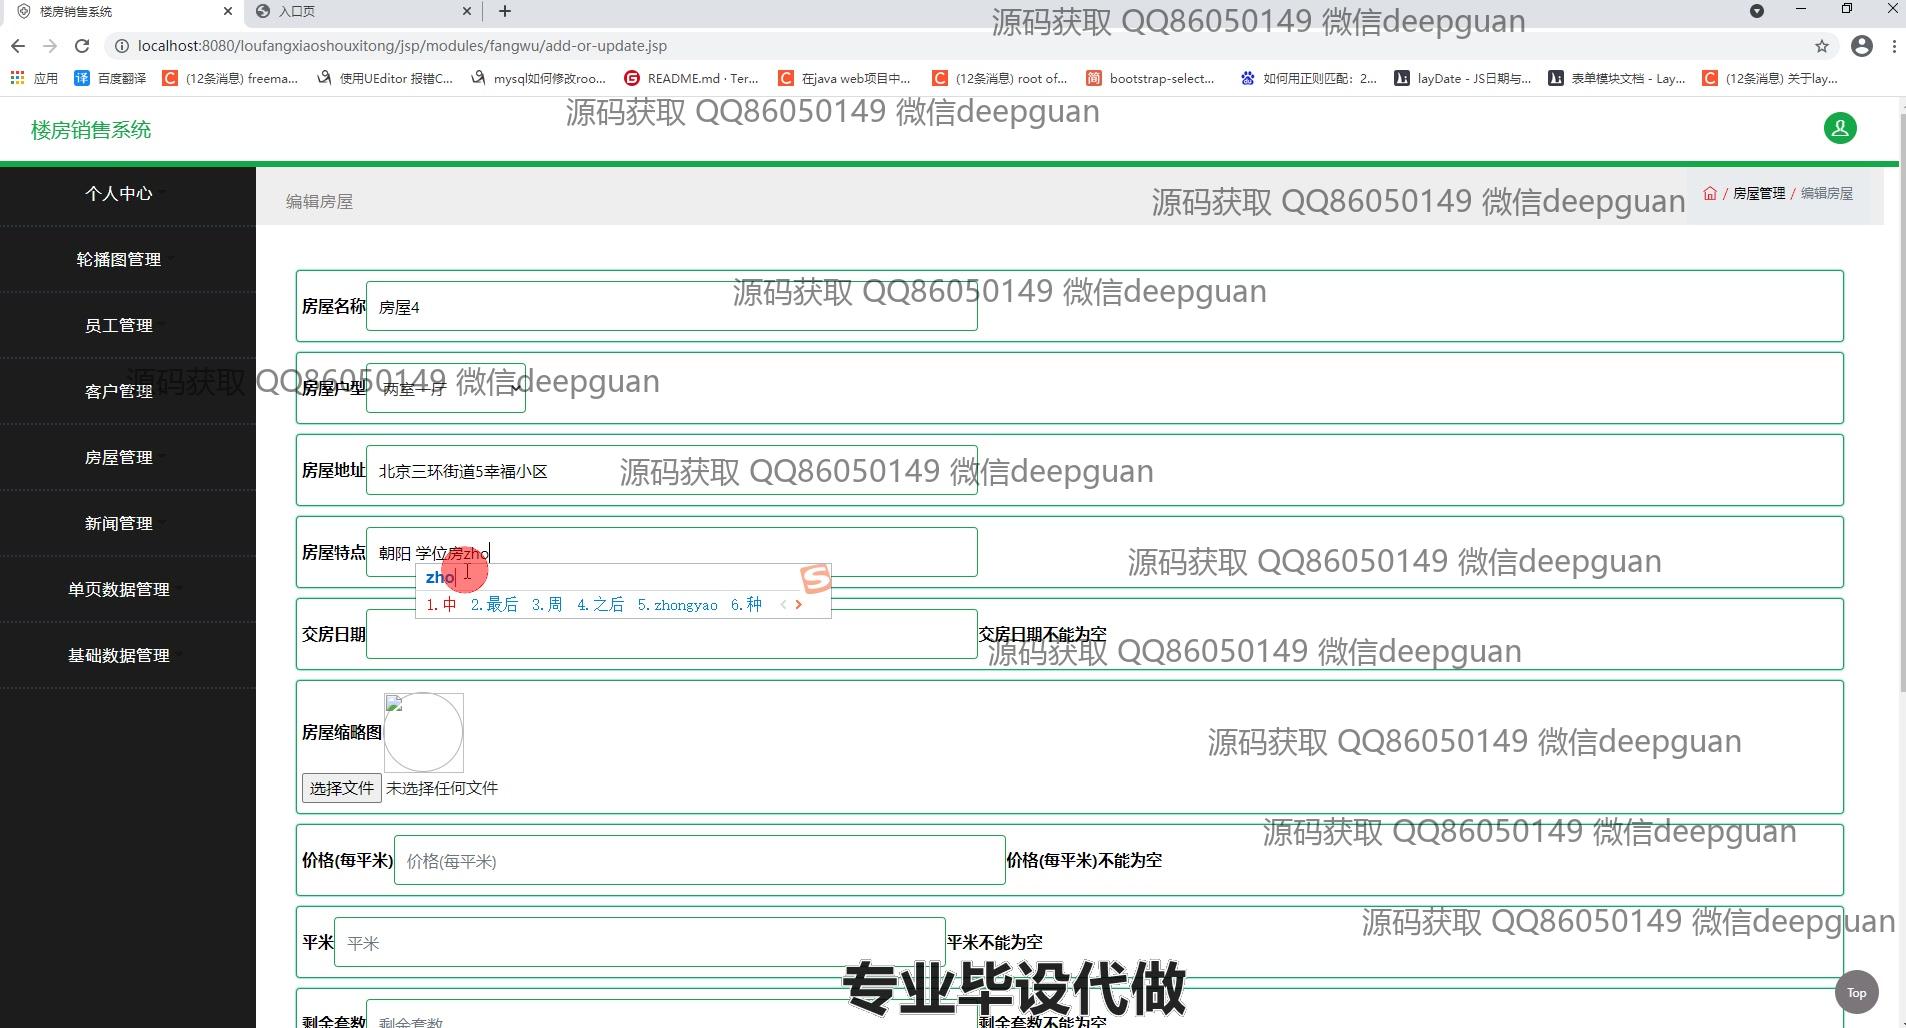 楼房销售系统
入口页
源码获取 QQ86050149 微信deepguan
localhost:8080/loufangxiaoshouxitong/jsp/modules/fangwu/add-or-update.jsp
应用
百度翻译
(12条消息) freema...
使用UEditor 报错C...
mysql如何修改roo...
README.md · Ter...
在java web项目中...
(12条消息) root of...
bootstrap-select...
如何用正则匹配：2...
layDate - JS日期与...
表单模块文档 - Lay...
(12条消息) 关于lay...
源码获取 QQ86050149 微信deepguan
楼房销售系统
个人中心
轮播图管理
员工管理
客户管理
房屋管理
新闻管理
单页数据管理
基础数据管理
编辑房屋
源码获取 QQ86050149 微信deepguan
/ 房屋管理 / 编辑房屋
房屋名称
房屋4
源码获取 QQ86050149 微信deepguan
房屋户型
两室一厅
源码获取 QQ86050149 微信deepguan
房屋地址
北京三环街道5幸福小区
源码获取 QQ86050149 微信deepguan
房屋特点
朝阳 学位房zho
源码获取 QQ86050149 微信deepguan
zho
1.中 2.最后 3.周 4.之后 5.zhongyao 6.种
交房日期
交房日期不能为空
源码获取 QQ86050149 微信deepguan
房屋缩略图
源码获取 QQ86050149 微信deepguan
选择文件 未选择任何文件
源码获取 QQ86050149 微信deepguan
价格(每平米)
价格(每平米)
价格(每平米)不能为空
源码获取 QQ86050149 微信deepguan
平米
平米
平米不能为空
专业毕设代做
Top
剩余套数
剩余套数
剩余套数不能为空